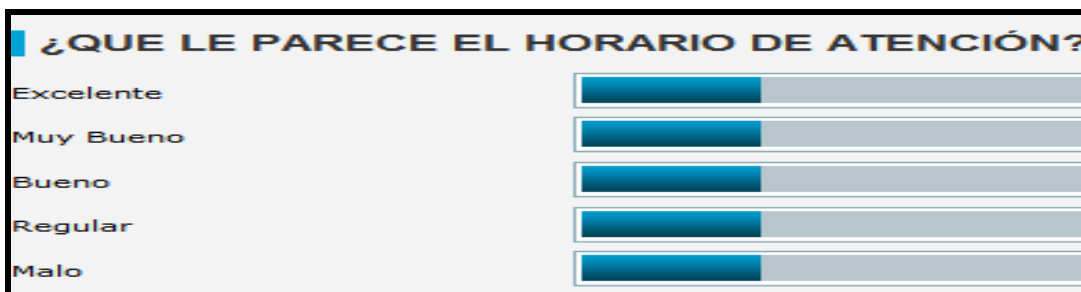 ¿QUE LE PARECE EL HORARIO DE ATENCIÓN?
Excelente
Muy Bueno
Bueno
Regular
Malo